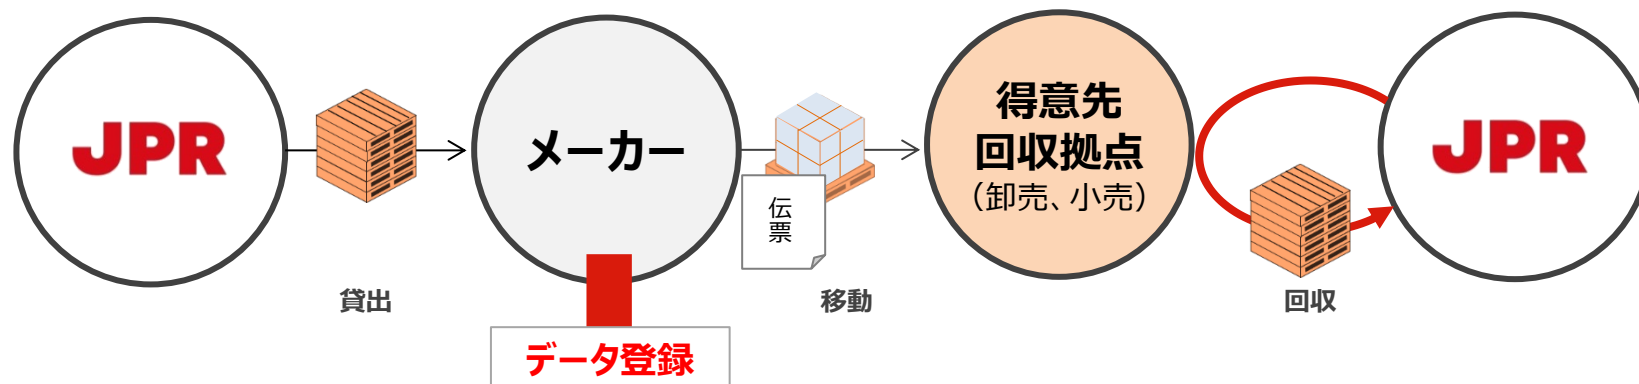 JPR
貸出
メーカー
データ登録
伝票
移動
得意先
回収拠点
（卸売、小売）
回収
JPR